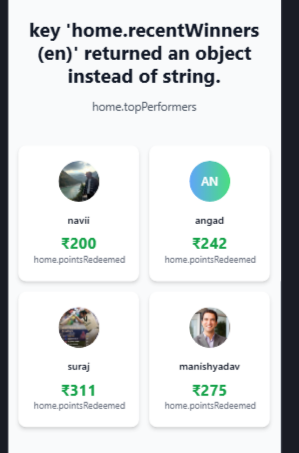 key 'home.recentWinners
(en)' returned an object
instead of string.
home.topPerformers
navii
₹200
home.pointsRedeemed
AN
angad
₹242
home.pointsRedeemed
suraj
₹311
home.pointsRedeemed
manishyadav
₹275
home.pointsRedeemed